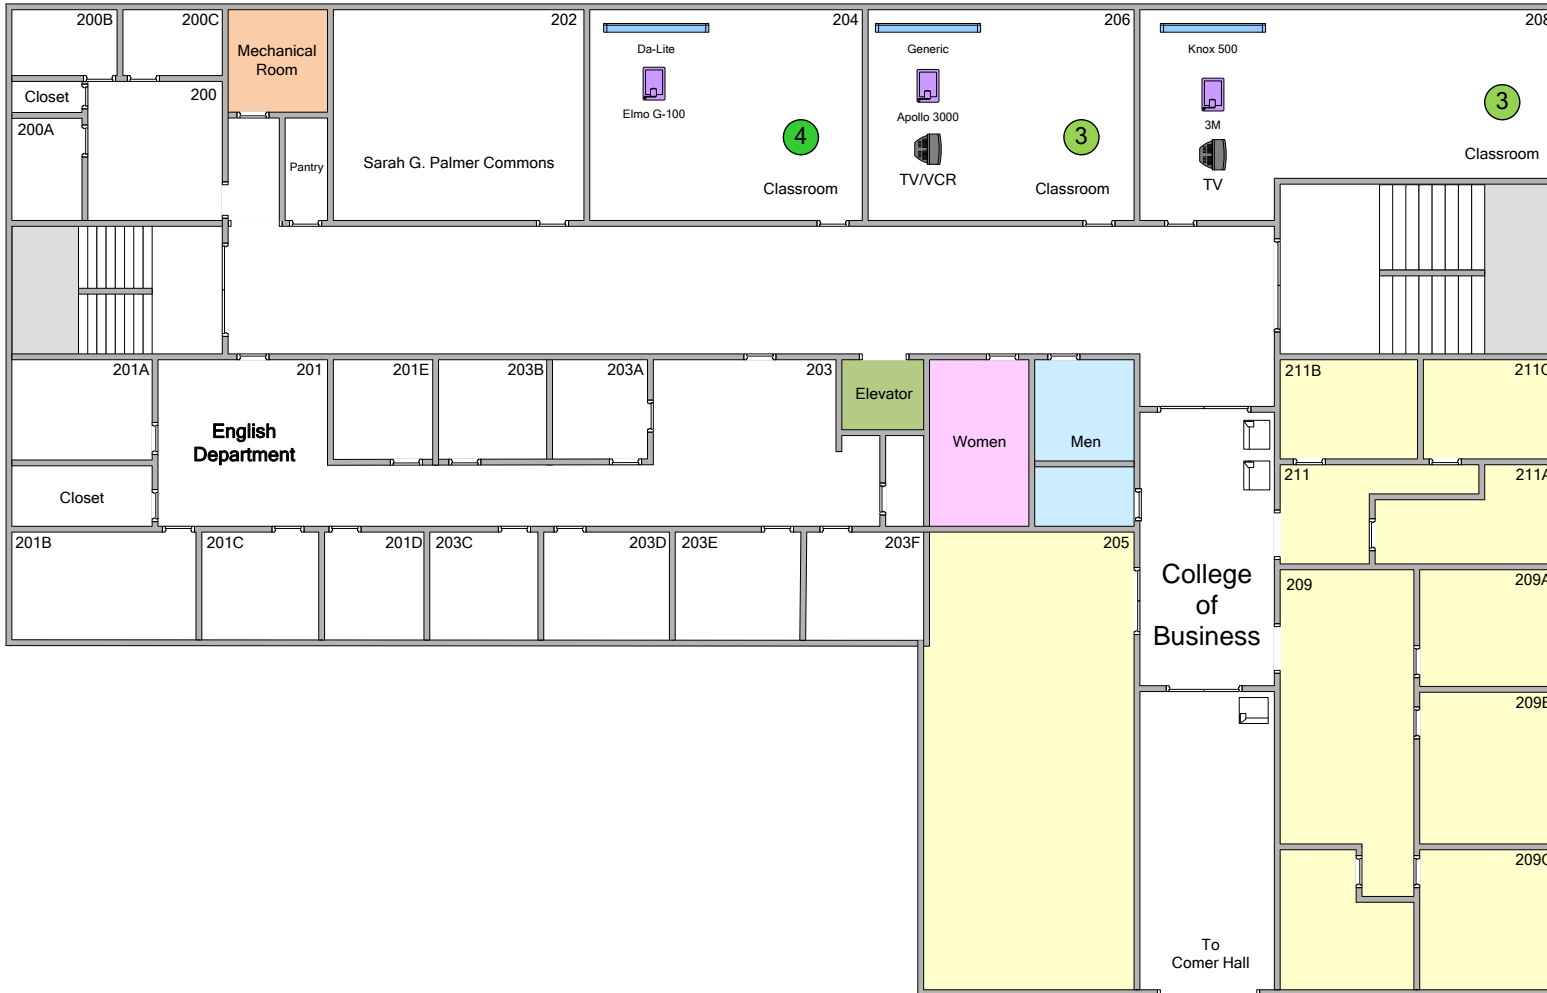 200B
200C
Mechanical
Room
202
204
206
208
Da-Lite
Generic
Knox 500
Closet
200
Elmo G-100
Apollo 3000
3M
3
200A
4
3
Pantry
Sarah G. Palmer Commons
TV/VCR
TV
Classroom
Classroom
Classroom
201A
201
201E
203B
203A
203
Elevator
211B
211C
English
Department
Women
Men
Closet
211
211A
201B
201C
201D
203C
203D
203E
203F
205
College
of
Business
209
209A
209B
209C
To
Comer Hall